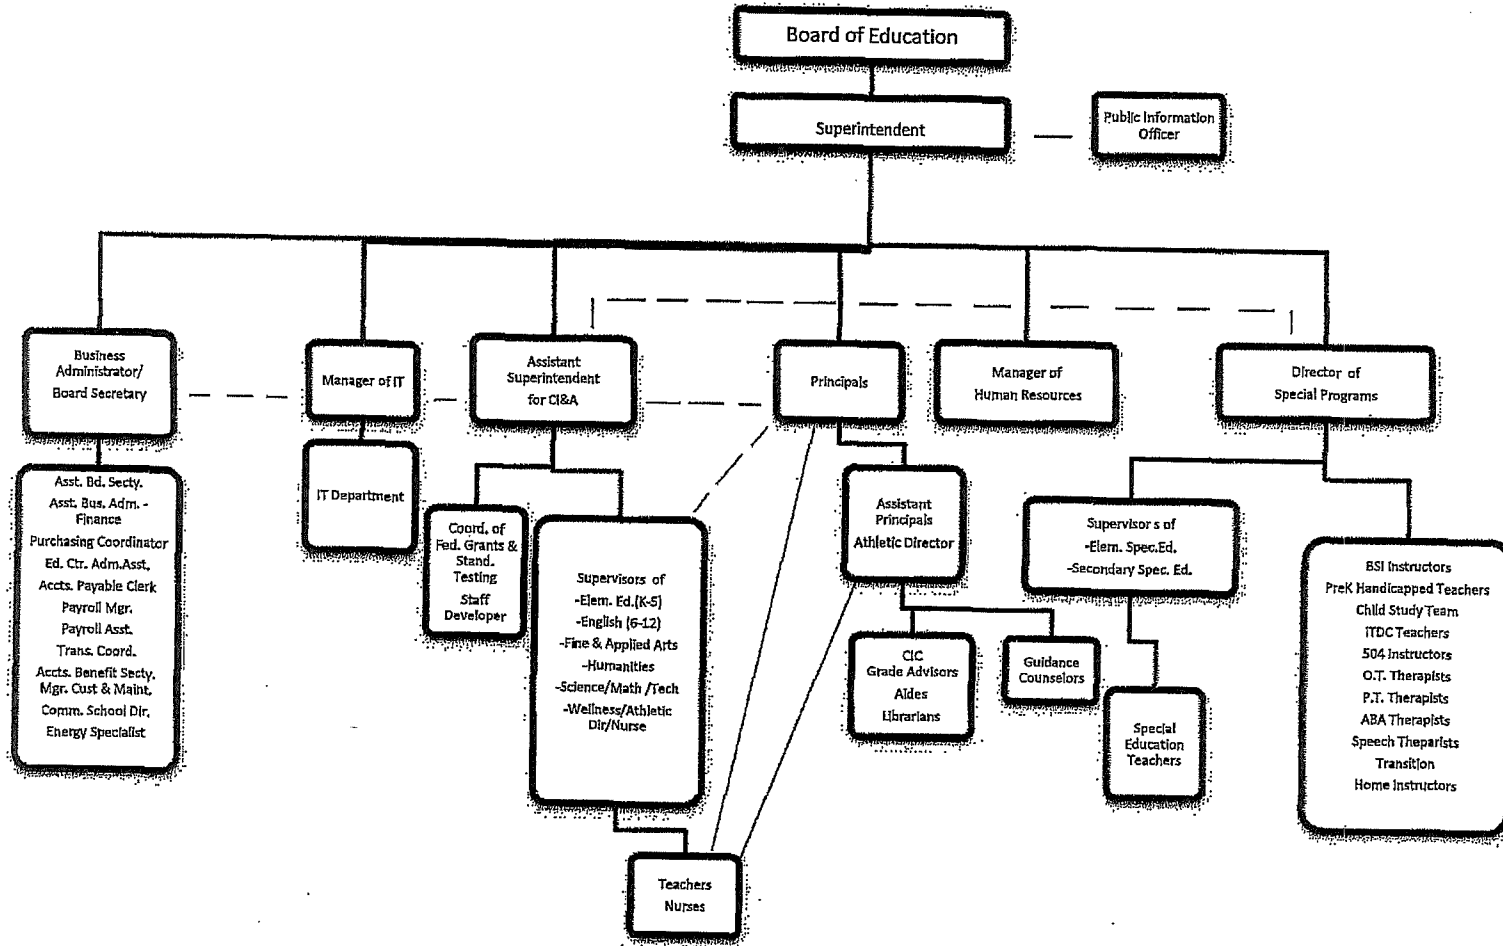 Board of Education
Superintendent
Public Information
Officer
Business
Administrator/
Board Secretary
Manager of IT
Assistant
Superintendent
for CI&A
Principals
Manager of
Human Resources
Director of
Special Programs
Asst. Bd. Secty.
Asst. Bus. Adm. -
Finance
Purchasing Coordinator
Ed. Ctr. Adm.Asst.
Accts. Payable Clerk
Payroll Mgr.
Payroll Asst.
Trans. Coord.
Accts. Benefit Secty.
Mgr. Cust & Maint.
Comm. School Dir.
Energy Specialist
IT Department
Coord. of
Fed. Grants &
Stand.
Testing
Staff
Developer
Supervisors of
-Elem. Ed.(K-5)
-English (6-12)
-Fine & Applied Arts
-Humanities
-Science/Math /Tech
-Wellness/Athletic
Dir/Nurse
Teachers
Nurses
Assistant
Principals
Athletic Director
CIC
Grade Advisors
Aides
Librarians
Guidance
Counselors
Supervisors of
-Elem. Spec.Ed.
-Secondary Spec. Ed.
Special
Education
Teachers
BSI Instructors
PreK Handicapped Teachers
Child Study Team
ITDC Teachers
504 Instructors
O.T. Therapists
P.T. Therapists
ABA Therapists
Speech Theparists
Transition
Home Instructors